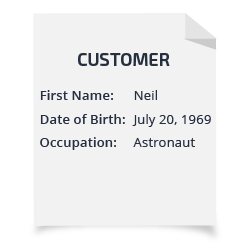 CUSTOMER
First Name: Neil
Date of Birth: July 20, 1969
Occupation: Astronaut